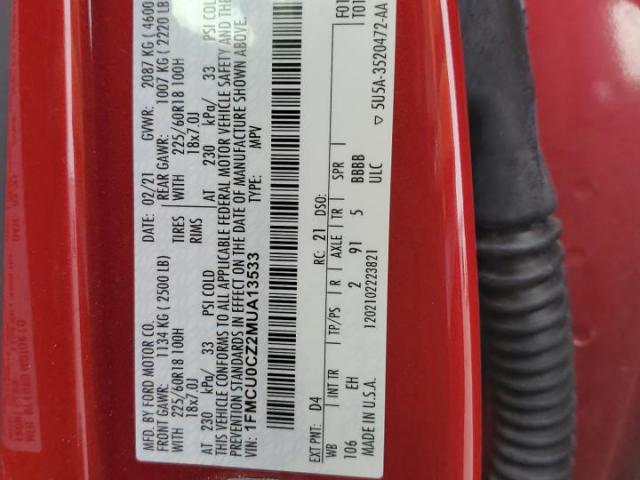 MFD. BY FORD MOTOR CO.
DATE: 02/21 GVWR: 2087 KG ( 4600
FRONT GAWR: 1134 KG ( 2500 LB) REAR GAWR: 1007 KG ( 2220 LB
WITH 225/60R18 100H TIRES WITH 225/60R18 100H
18x7.0J RIMS 18x7.0J
AT 230 kPa/ 33 PSI COLD AT 230 kPa/ 33 PSI COL
THIS VEHICLE CONFORMS TO ALL APPLICABLE FEDERAL MOTOR VEHICLE SAFETY AND THE
PREVENTION STANDARDS IN EFFECT ON THE DATE OF MANUFACTURE SHOWN ABOVE.
VIN: 1FMCU0CZ2MUA13533 TYPE: MPV
F01
T01
EXT PNT: D4 RC: 21 DSO:
WB INT TR TP/PS R AXLE TR SPR
106 EH 2 91 5 BBBB
MADE IN U.S.A. 1202102223821 ULC
▽ 5U5A-3520472-AA